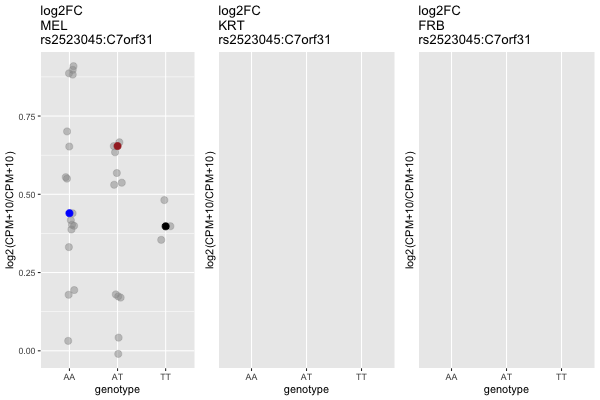 log2FC
MEL
rs2523045:C7orf31
log2(CPM+10/CPM+10)
0.75
0.50
0.25
0.00
AA
AT
TT
genotype
log2FC
KRT
rs2523045:C7orf31
log2(CPM+10/CPM+10)
AA
AT
TT
genotype
log2FC
FRB
rs2523045:C7orf31
log2(CPM+10/CPM+10)
AA
AT
TT
genotype